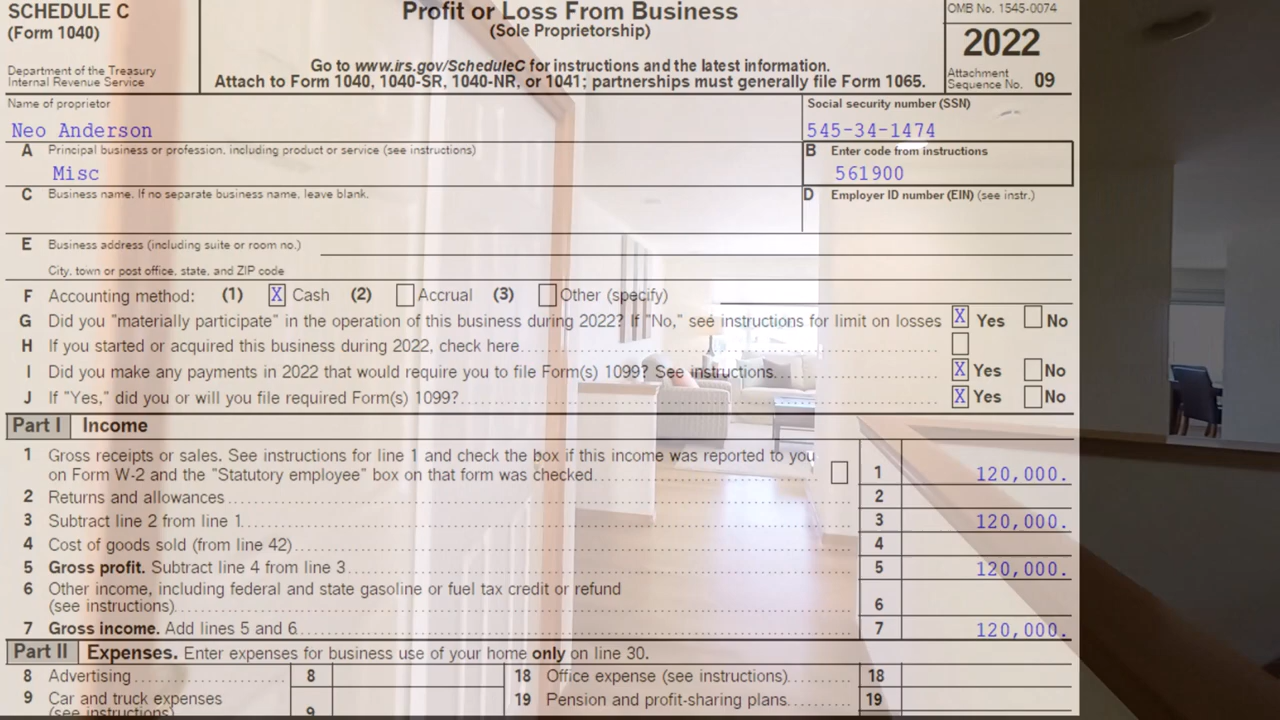 SCHEDULE C
(Form 1040)
Department of the Treasury
Internal Revenue Service
Profit or Loss From Business
(Sole Proprietorship)
Go to www.irs.gov/ScheduleC for instructions and the latest information.
Attach to Form 1040, 1040-SR, 1040-NR, or 1041; partnerships must generally file Form 1065.
OMB No. 1545-0074
2022
Attachment
Sequence No. 09
Name of proprietor
Neo Anderson
Social security number (SSN)
545-34-1474
A Principal business or profession, including product or service (see instructions)
Misc
B Enter code from instructions
561900
C Business name. If no separate business name, leave blank.
D Employer ID number (EIN) (see instr.)
E Business address (including suite or room no.)
City, town or post office, state, and ZIP code
F Accounting method: (1) X Cash (2) Accrual (3) Other (specify)
G Did you "materially participate" in the operation of this business during 2022? If "No," see instructions for limit on losses X Yes No
H If you started or acquired this business during 2022, check here
I Did you make any payments in 2022 that would require you to file Form(s) 1099? See instructions. X Yes No
J If "Yes," did you or will you file required Form(s) 1099? X Yes No
Part I Income
1 Gross receipts or sales. See instructions for line 1 and check the box if this income was reported to you
on Form W-2 and the "Statutory employee" box on that form was checked 1 120,000.
2 Returns and allowances 2
3 Subtract line 2 from line 1 3 120,000.
4 Cost of goods sold (from line 42) 4
5 Gross profit. Subtract line 4 from line 3 5 120,000.
6 Other income, including federal and state gasoline or fuel tax credit or refund
(see instructions) 6
7 Gross income. Add lines 5 and 6 7 120,000.
Part II Expenses. Enter expenses for business use of your home only on line 30.
8 Advertising 8 18 Office expense (see instructions) 18
9 Car and truck expenses 19 Pension and profit-sharing plans 19
(see instructions) 9